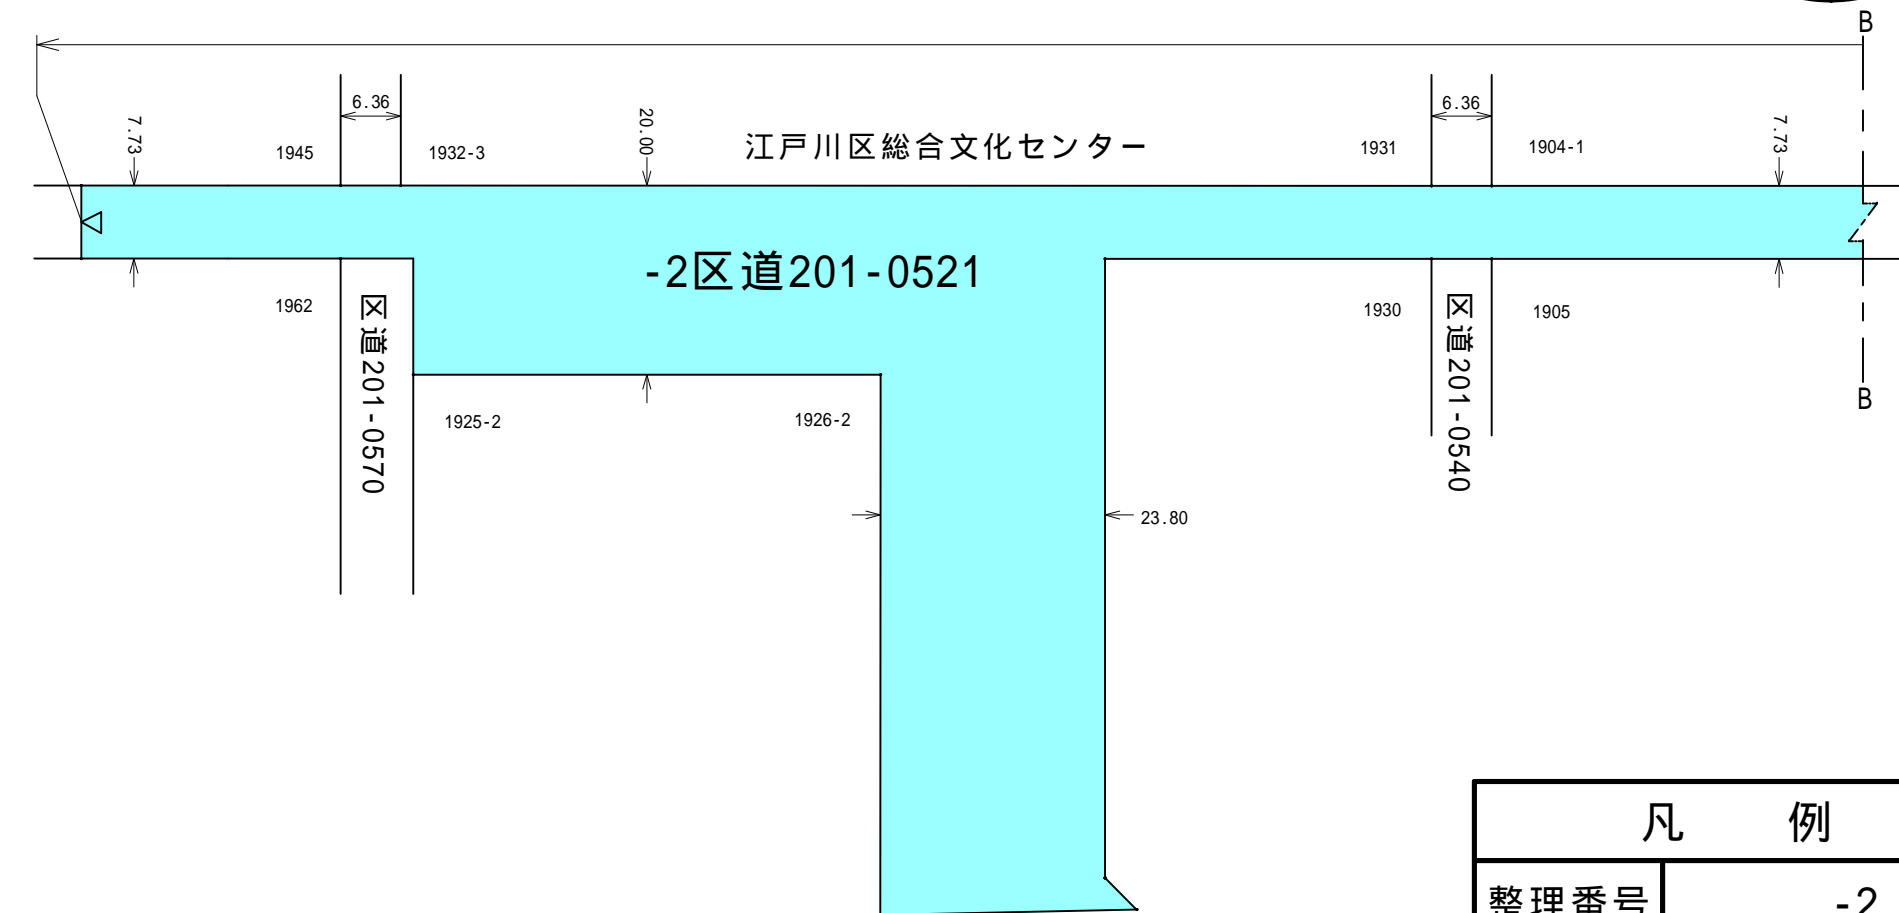 B
6.36
6.36
7.73
20.00
7.73
1945
1932-3
江戸川区総合文化センター
1931
1904-1
-2区道201-0521
1962
区道201-0570
1930
区道201-0540
1905
B
1925-2
1926-2
23.80
凡 例
整理番号 -2